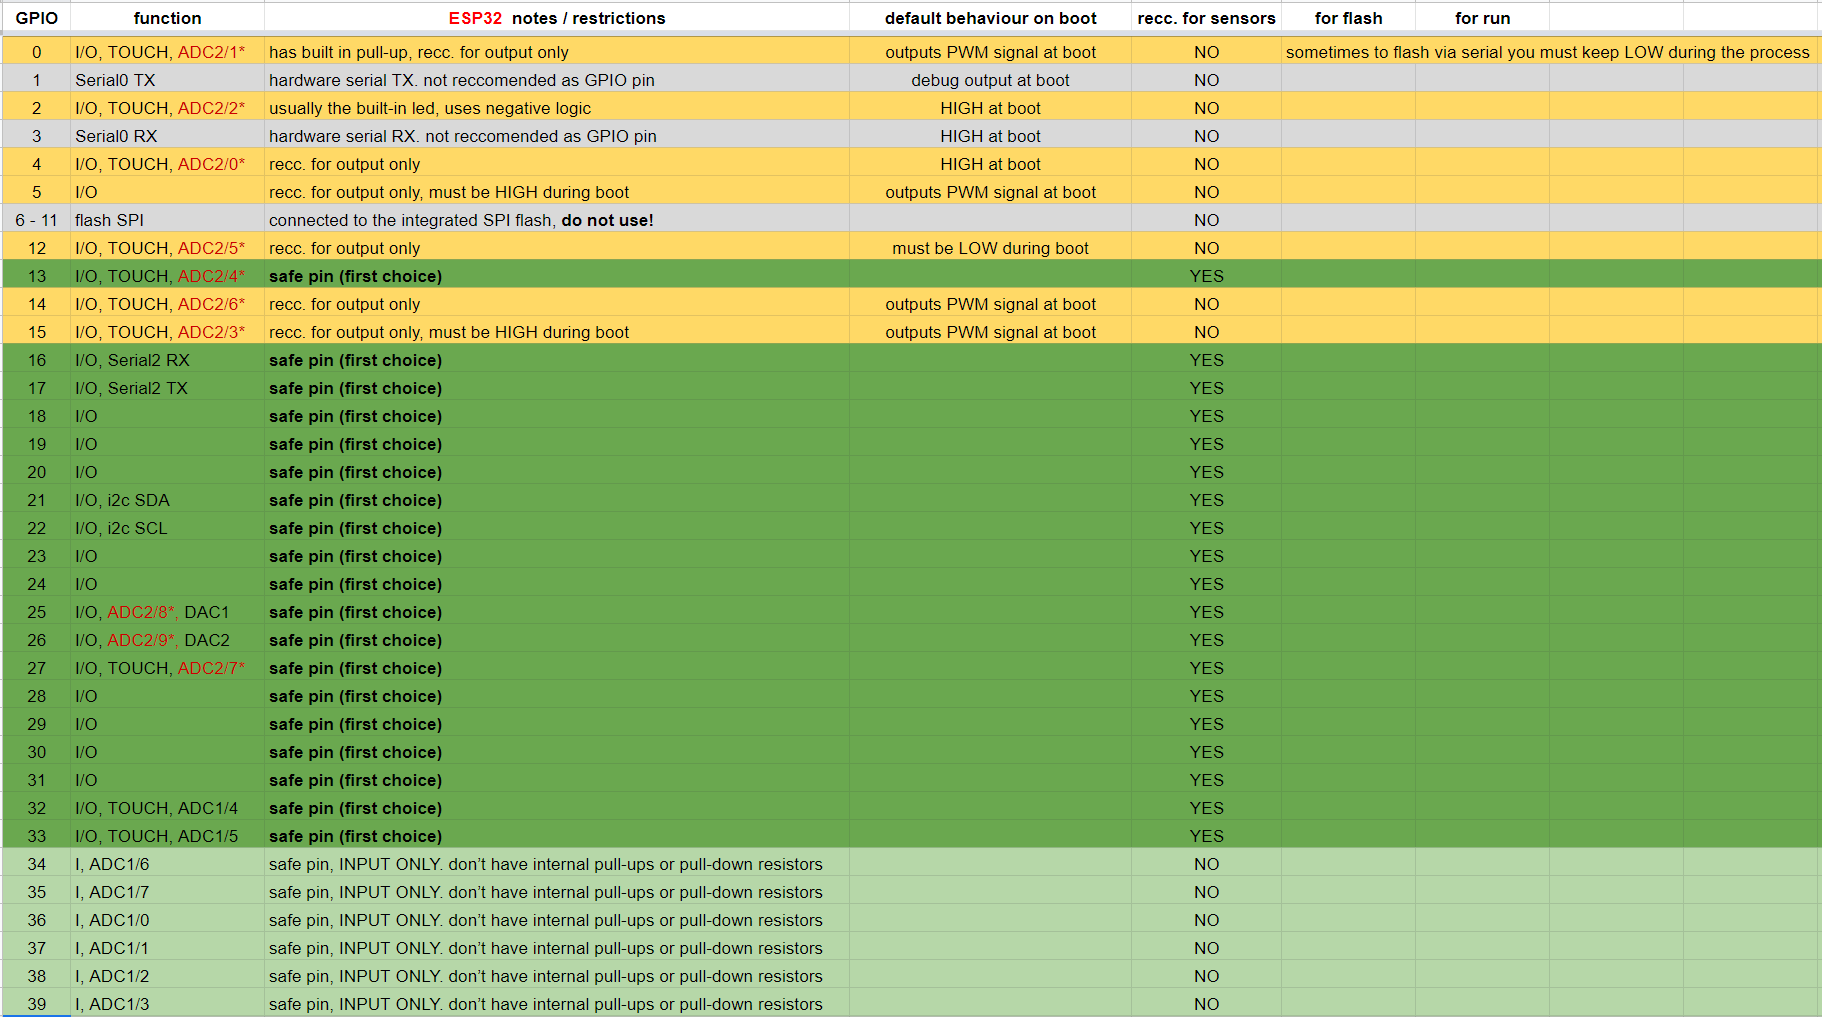 GPIO function ESP32 notes / restrictions default behaviour on boot recc. for sensors for flash for run
0 I/O, TOUCH, ADC2/1* has built in pull-up, recc. for output only outputs PWM signal at boot NO sometimes to flash via serial you must keep LOW during the process
1 Serial0 TX hardware serial TX. not reccomended as GPIO pin debug output at boot NO
2 I/O, TOUCH, ADC2/2* usually the built-in led, uses negative logic HIGH at boot NO
3 Serial0 RX hardware serial RX. not reccomended as GPIO pin HIGH at boot NO
4 I/O, TOUCH, ADC2/0* recc. for output only HIGH at boot NO
5 I/O recc. for output only, must be HIGH during boot outputs PWM signal at boot NO
6 - 11 flash SPI connected to the integrated SPI flash, do not use! NO
12 I/O, TOUCH, ADC2/5* recc. for output only must be LOW during boot NO
13 I/O, TOUCH, ADC2/4* safe pin (first choice) YES
14 I/O, TOUCH, ADC2/6* recc. for output only outputs PWM signal at boot NO
15 I/O, TOUCH, ADC2/3* recc. for output only, must be HIGH during boot outputs PWM signal at boot NO
16 I/O, Serial2 RX safe pin (first choice) YES
17 I/O, Serial2 TX safe pin (first choice) YES
18 I/O safe pin (first choice) YES
19 I/O safe pin (first choice) YES
20 I/O safe pin (first choice) YES
21 I/O, i2c SDA safe pin (first choice) YES
22 I/O, i2c SCL safe pin (first choice) YES
23 I/O safe pin (first choice) YES
24 I/O safe pin (first choice) YES
25 I/O, ADC2/8*, DAC1 safe pin (first choice) YES
26 I/O, ADC2/9*, DAC2 safe pin (first choice) YES
27 I/O, TOUCH, ADC2/7* safe pin (first choice) YES
28 I/O safe pin (first choice) YES
29 I/O safe pin (first choice) YES
30 I/O safe pin (first choice) YES
31 I/O safe pin (first choice) YES
32 I/O, TOUCH, ADC1/4 safe pin (first choice) YES
33 I/O, TOUCH, ADC1/5 safe pin (first choice) YES
34 I, ADC1/6 safe pin, INPUT ONLY. don’t have internal pull-ups or pull-down resistors NO
35 I, ADC1/7 safe pin, INPUT ONLY. don’t have internal pull-ups or pull-down resistors NO
36 I, ADC1/0 safe pin, INPUT ONLY. don’t have internal pull-ups or pull-down resistors NO
37 I, ADC1/1 safe pin, INPUT ONLY. don’t have internal pull-ups or pull-down resistors NO
38 I, ADC1/2 safe pin, INPUT ONLY. don’t have internal pull-ups or pull-down resistors NO
39 I, ADC1/3 safe pin, INPUT ONLY. don’t have internal pull-ups or pull-down resistors NO